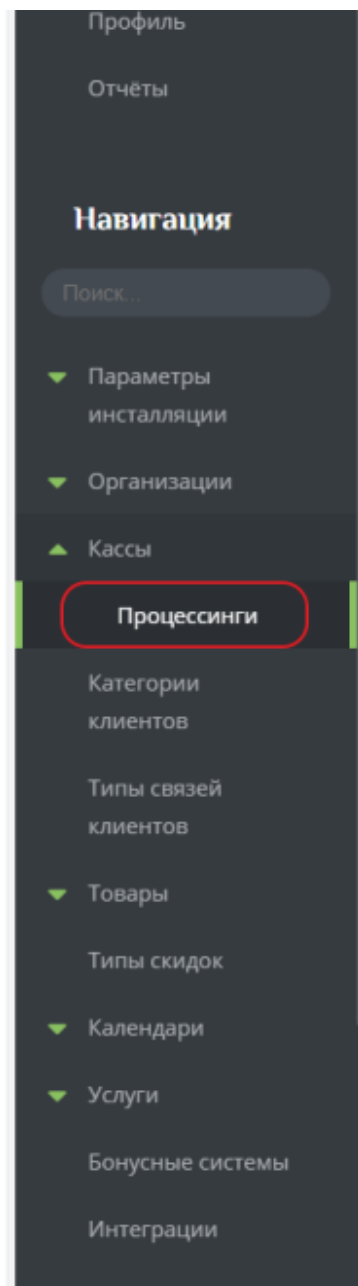 Профиль
Отчёты
Навигация
Поиск...
Параметры
инсталляции
Организации
Кассы
Процессинги
Категории
клиентов
Типы связей
клиентов
Товары
Типы скидок
Календари
Услуги
Бонусные системы
Интеграции